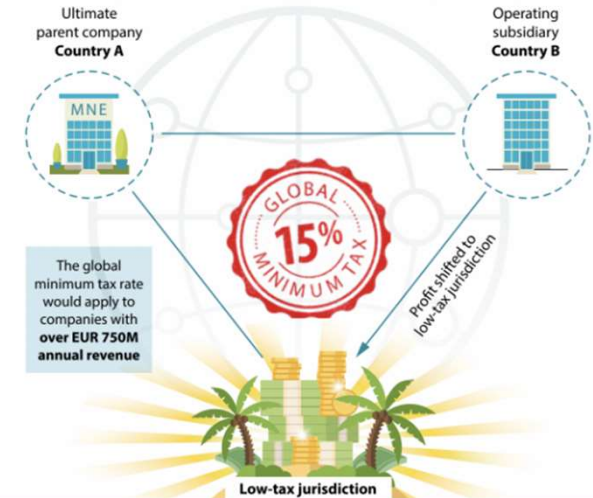 Ultimate
parent company
Country A
Operating
subsidiary
Country B
MNE
GLOBAL
15%
MINIMUM TAX
The global
minimum tax rate
would apply to
companies with
over EUR 750M
annual revenue
Profit shifted to
low-tax jurisdiction
Low-tax jurisdiction